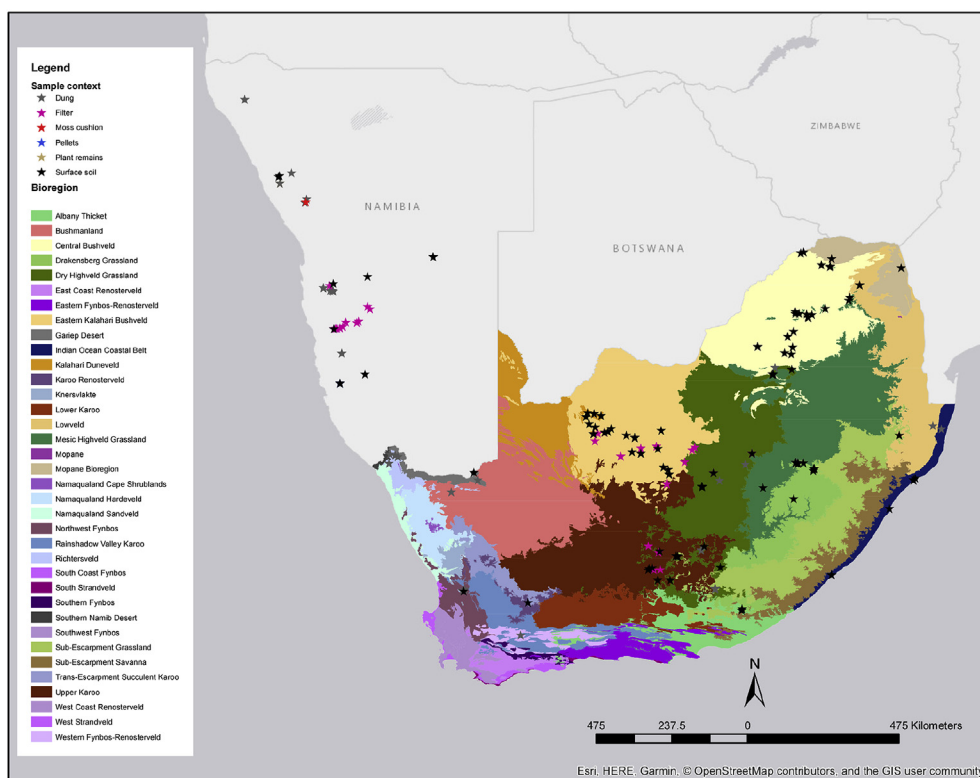 Legend
Sample context
Dung
Filter
Moss cushion
Pellets
Plant remains
Surface soil
Bioregion
Albany Thicket
Bushmanland
Central Bushveld
Drakensberg Grassland
Dry Highveld Grassland
East Coast Renosterveld
Eastern Fynbos-Renosterveld
Eastern Kalahari Bushveld
Gariep Desert
Indian Ocean Coastal Belt
Kalahari Duneveld
Karoo Renosterveld
Knersvlakte
Lower Karoo
Lowveld
Mesic Highveld Grassland
Mopane
Mopane Bioregion
Namaqualand Cape Shrublands
Namaqualand Hardeveld
Namaqualand Sandveld
Northwest Fynbos
Rainshadow Valley Karoo
Richtersveld
South Coast Fynbos
South Strandveld
Southern Fynbos
Southern Namib Desert
Southwest Fynbos
Sub-Escarpment Grassland
Sub-Escarpment Savanna
Trans-Escarpment Succulent Karoo
Upper Karoo
West Coast Renosterveld
West Strandveld
Western Fynbos-Renosterveld
ZIMBABWE
NAMIBIA
BOTSWANA
N
475 237.5 0 475 Kilometers
Esri, HERE, Garmin, © OpenStreetMap contributors, and the GIS user communit